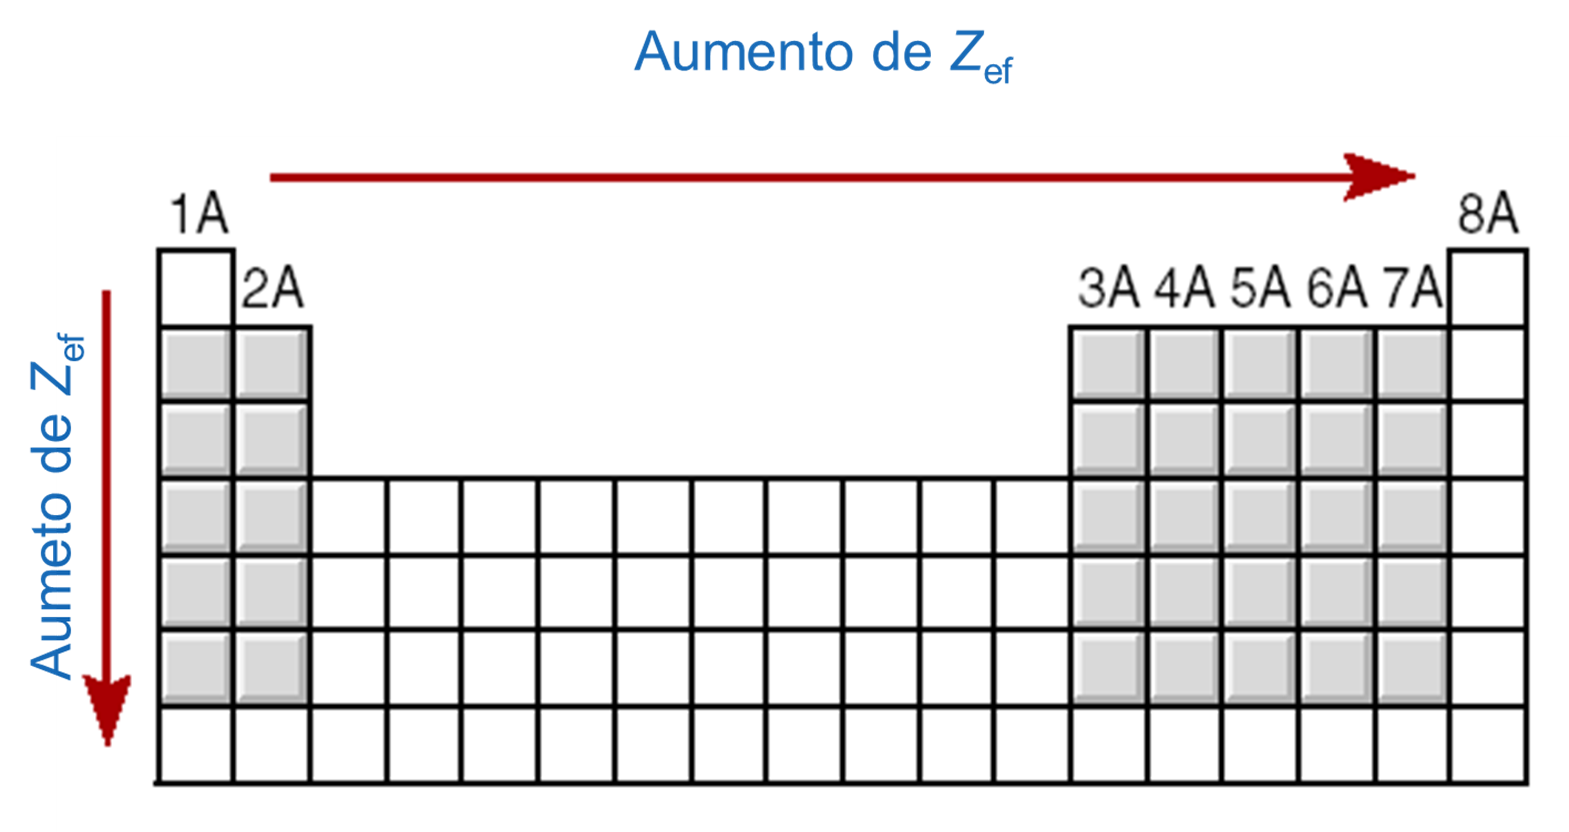 Aumento de Zef
1A
8A
2A
3A 4A 5A 6A 7A
Aumeto de Zef